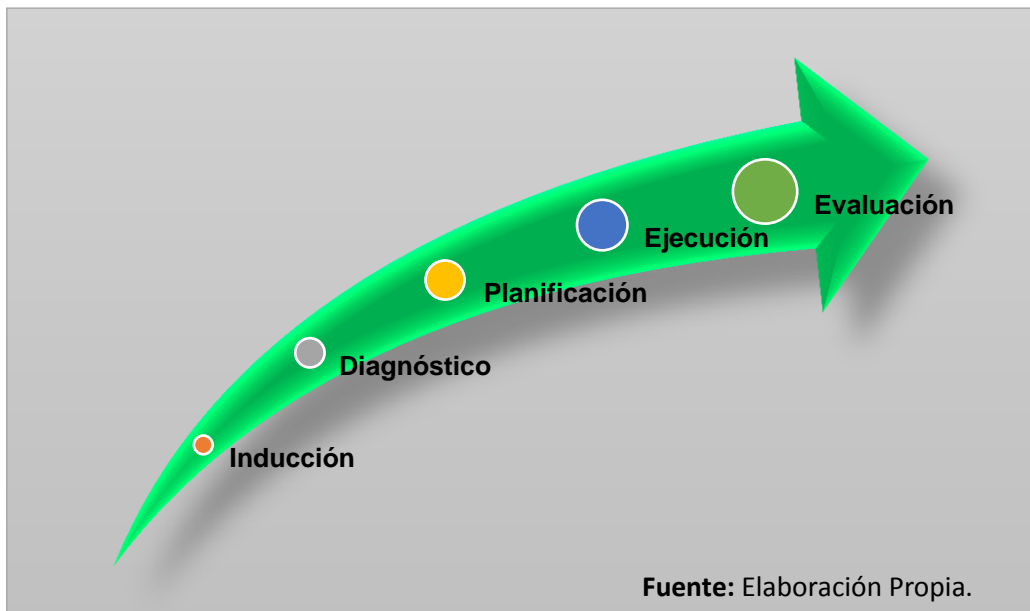 Evaluación
Ejecución
Planificación
Diagnóstico
Inducción
Fuente: Elaboración Propia.